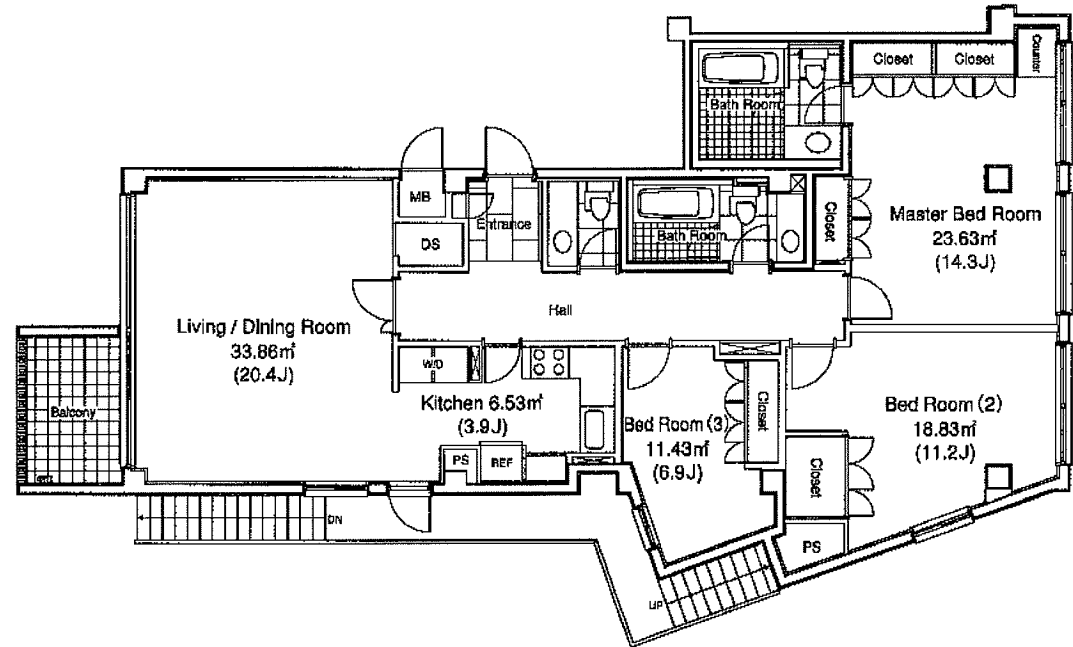 Closet
Closet
Counter
Bath Room
MB
Entrance
DS
Bath Room
Closet
Master Bed Room
23.63㎡
(14.3J)
Hall
Living / Dining Room
33.86㎡
(20.4J)
W/D
Kitchen 6.53㎡
(3.9J)
Balcony
PS
REF
Bed Room (3)
11.43㎡
(6.9J)
Closet
Bed Room (2)
18.83㎡
(11.2J)
Closet
PS
DN
UP